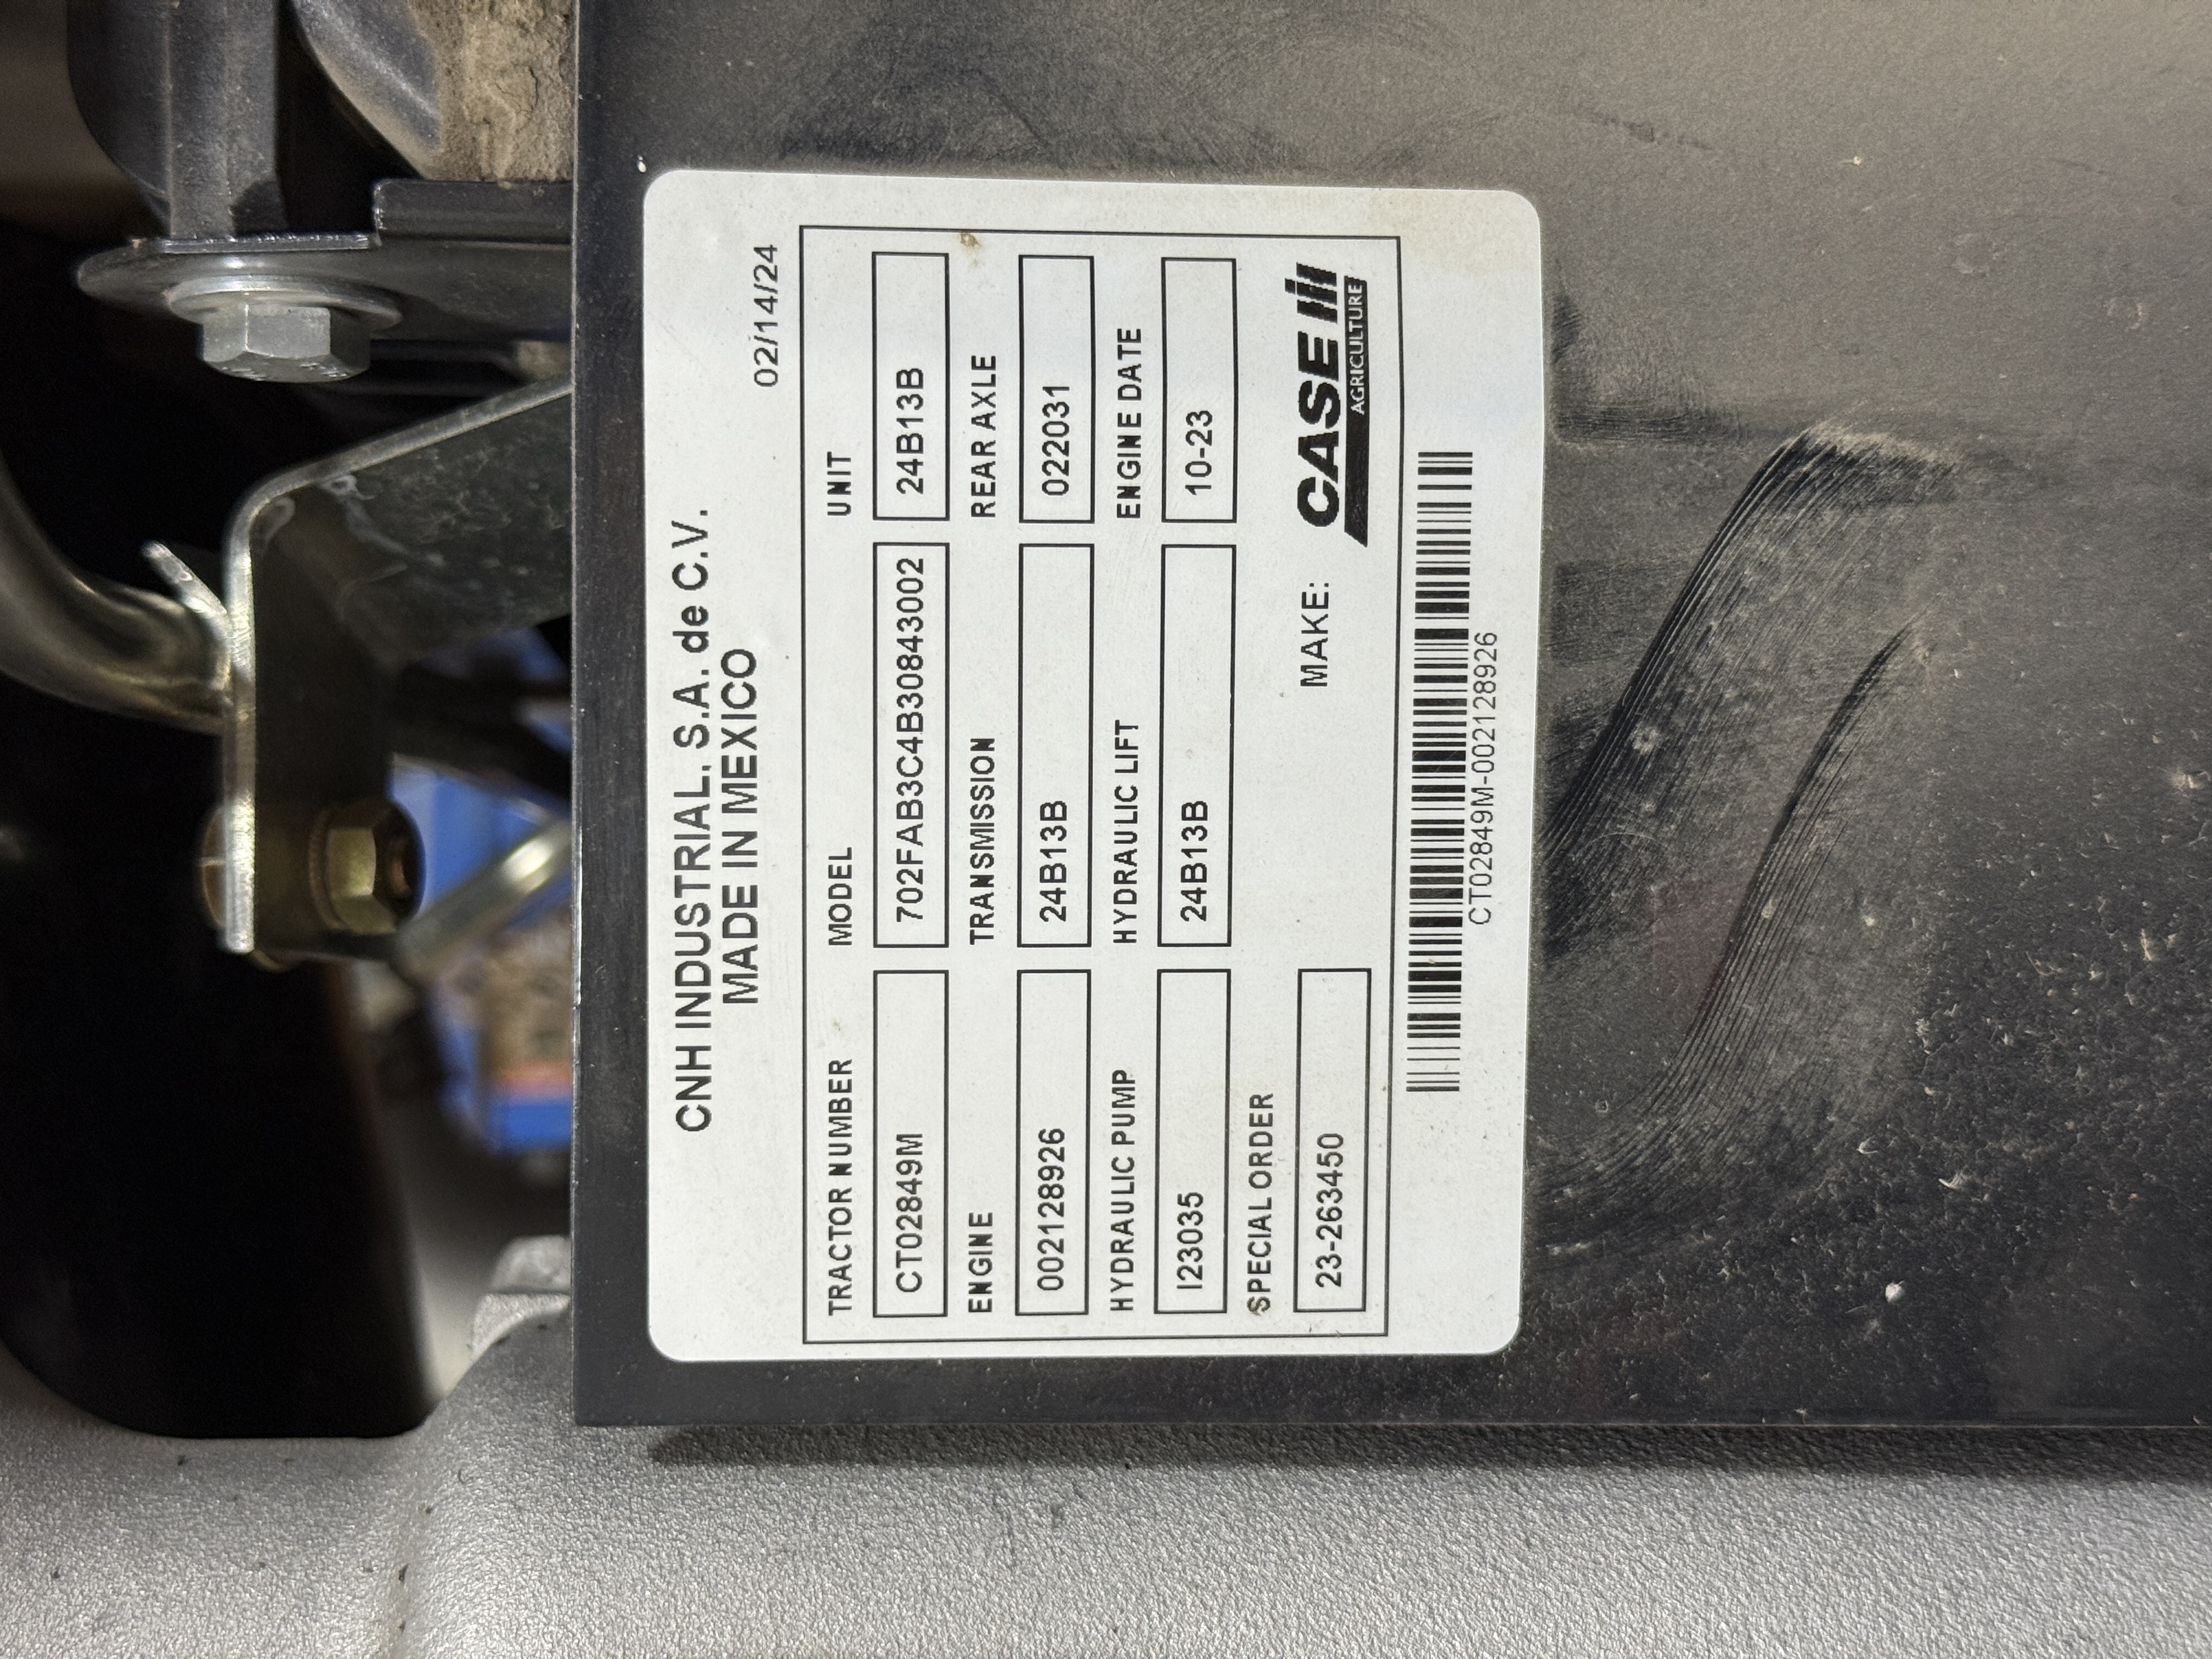 CNH INDUSTRIAL, S.A. de C.V.
MADE IN MEXICO
02/14/24
TRACTOR NUMBER MODEL UNIT
CT02849M 702FAB3C4B30843002 24B13B
ENGINE TRANSMISSION REAR AXLE
002128926 24B13B 022031
HYDRAULIC PUMP HYDRAULIC LIFT ENGINE DATE
I23035 24B13B 10-23
SPECIAL ORDER
23-263450 MAKE: CASE IH
AGRICULTURE
CT02849M-002128926